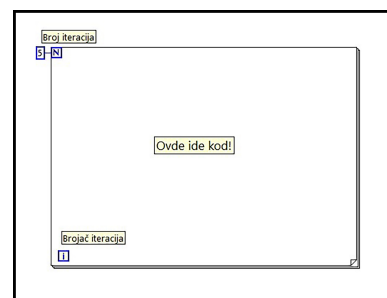 Broj iteracija
5 N
Ovde ide kod!
Brojač iteracija
i